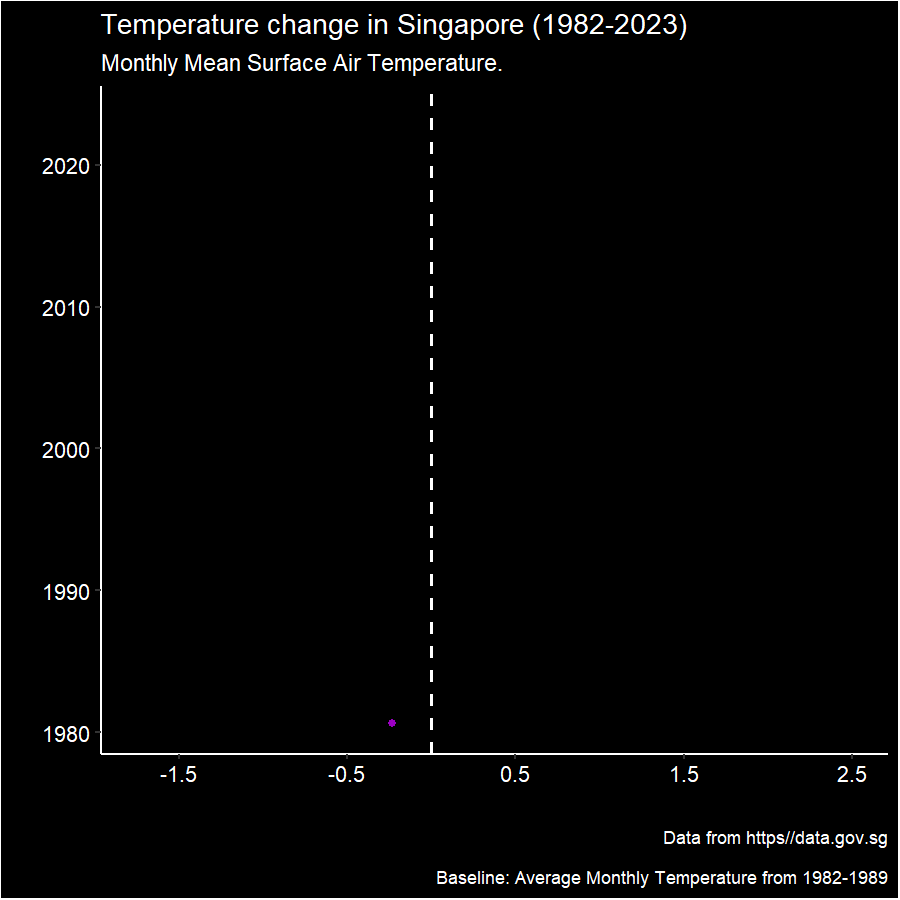 Temperature change in Singapore (1982-2023)
Monthly Mean Surface Air Temperature.
2020
2010
2000
1990
1980
-1.5 -0.5 0.5 1.5 2.5
Data from https//data.gov.sg
Baseline: Average Monthly Temperature from 1982-1989